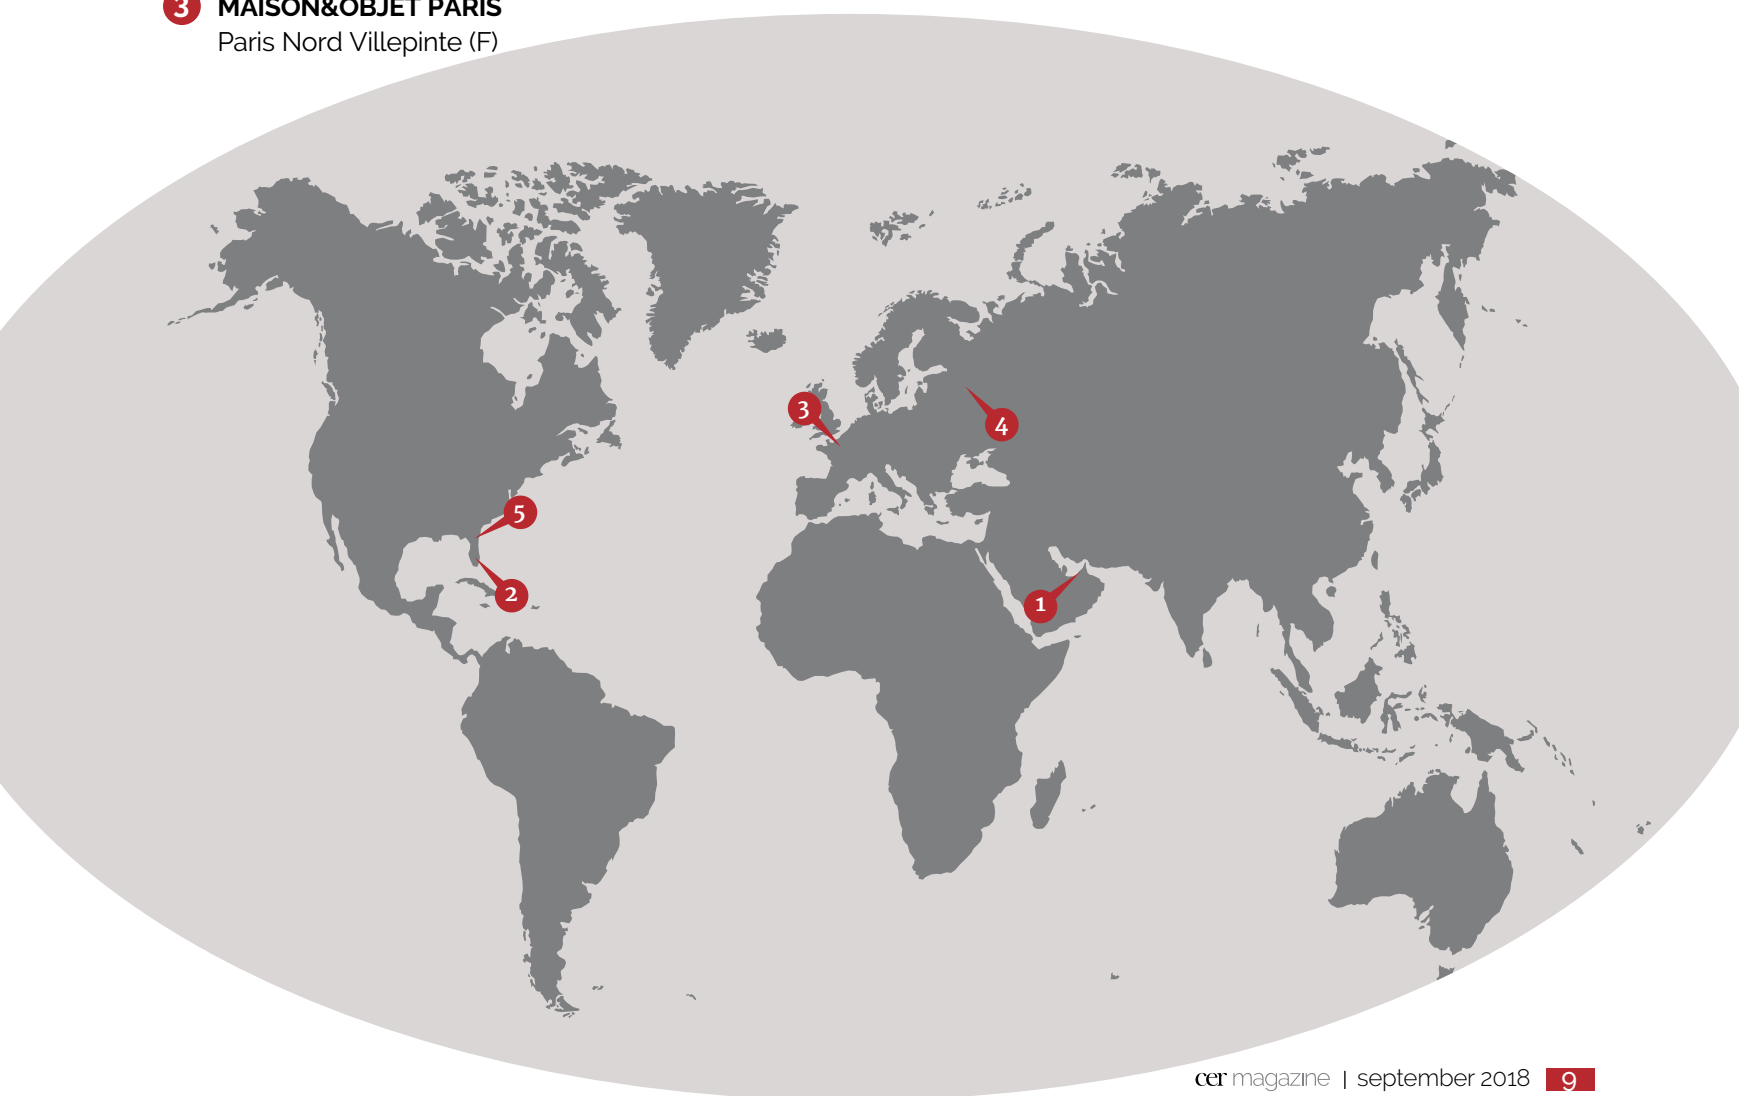 3 MAISON&OBJET PARIS
Paris Nord Villepinte (F)
3
4
5
2
1
cer magazine | september 2018 9